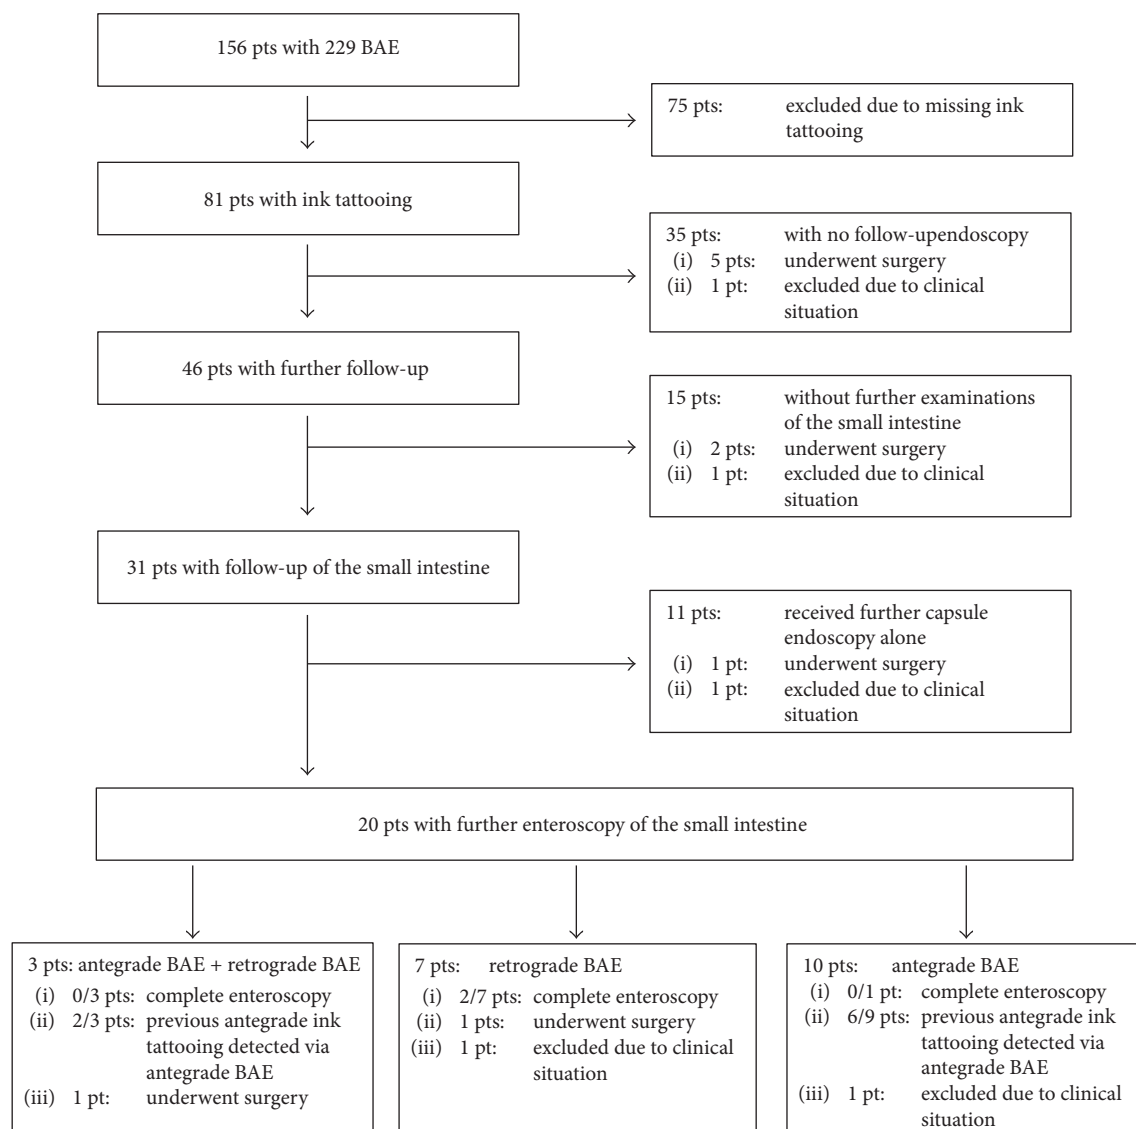 156 pts with 229 BAE
75 pts: excluded due to missing ink
tattooing
81 pts with ink tattooing
35 pts: with no follow-upendoscopy
(i) 5 pts: underwent surgery
(ii) 1 pt: excluded due to clinical
situation
46 pts with further follow-up
15 pts: without further examinations
of the small intestine
(i) 2 pts: underwent surgery
(ii) 1 pt: excluded due to clinical
situation
31 pts with follow-up of the small intestine
11 pts: received further capsule
endoscopy alone
(i) 1 pt: underwent surgery
(ii) 1 pt: excluded due to clinical
situation
20 pts with further enteroscopy of the small intestine
3 pts: antegrade BAE + retrograde BAE
(i) 0/3 pts: complete enteroscopy
(ii) 2/3 pts: previous antegrade ink
tattooing detected via
antegrade BAE
(iii) 1 pt: underwent surgery
7 pts: retrograde BAE
(i) 2/7 pts: complete enteroscopy
(ii) 1 pts: underwent surgery
(iii) 1 pt: excluded due to clinical
situation
10 pts: antegrade BAE
(i) 0/1 pt: complete enteroscopy
(ii) 6/9 pts: previous antegrade ink
tattooing detected via
antegrade BAE
(iii) 1 pt: excluded due to clinical
situation